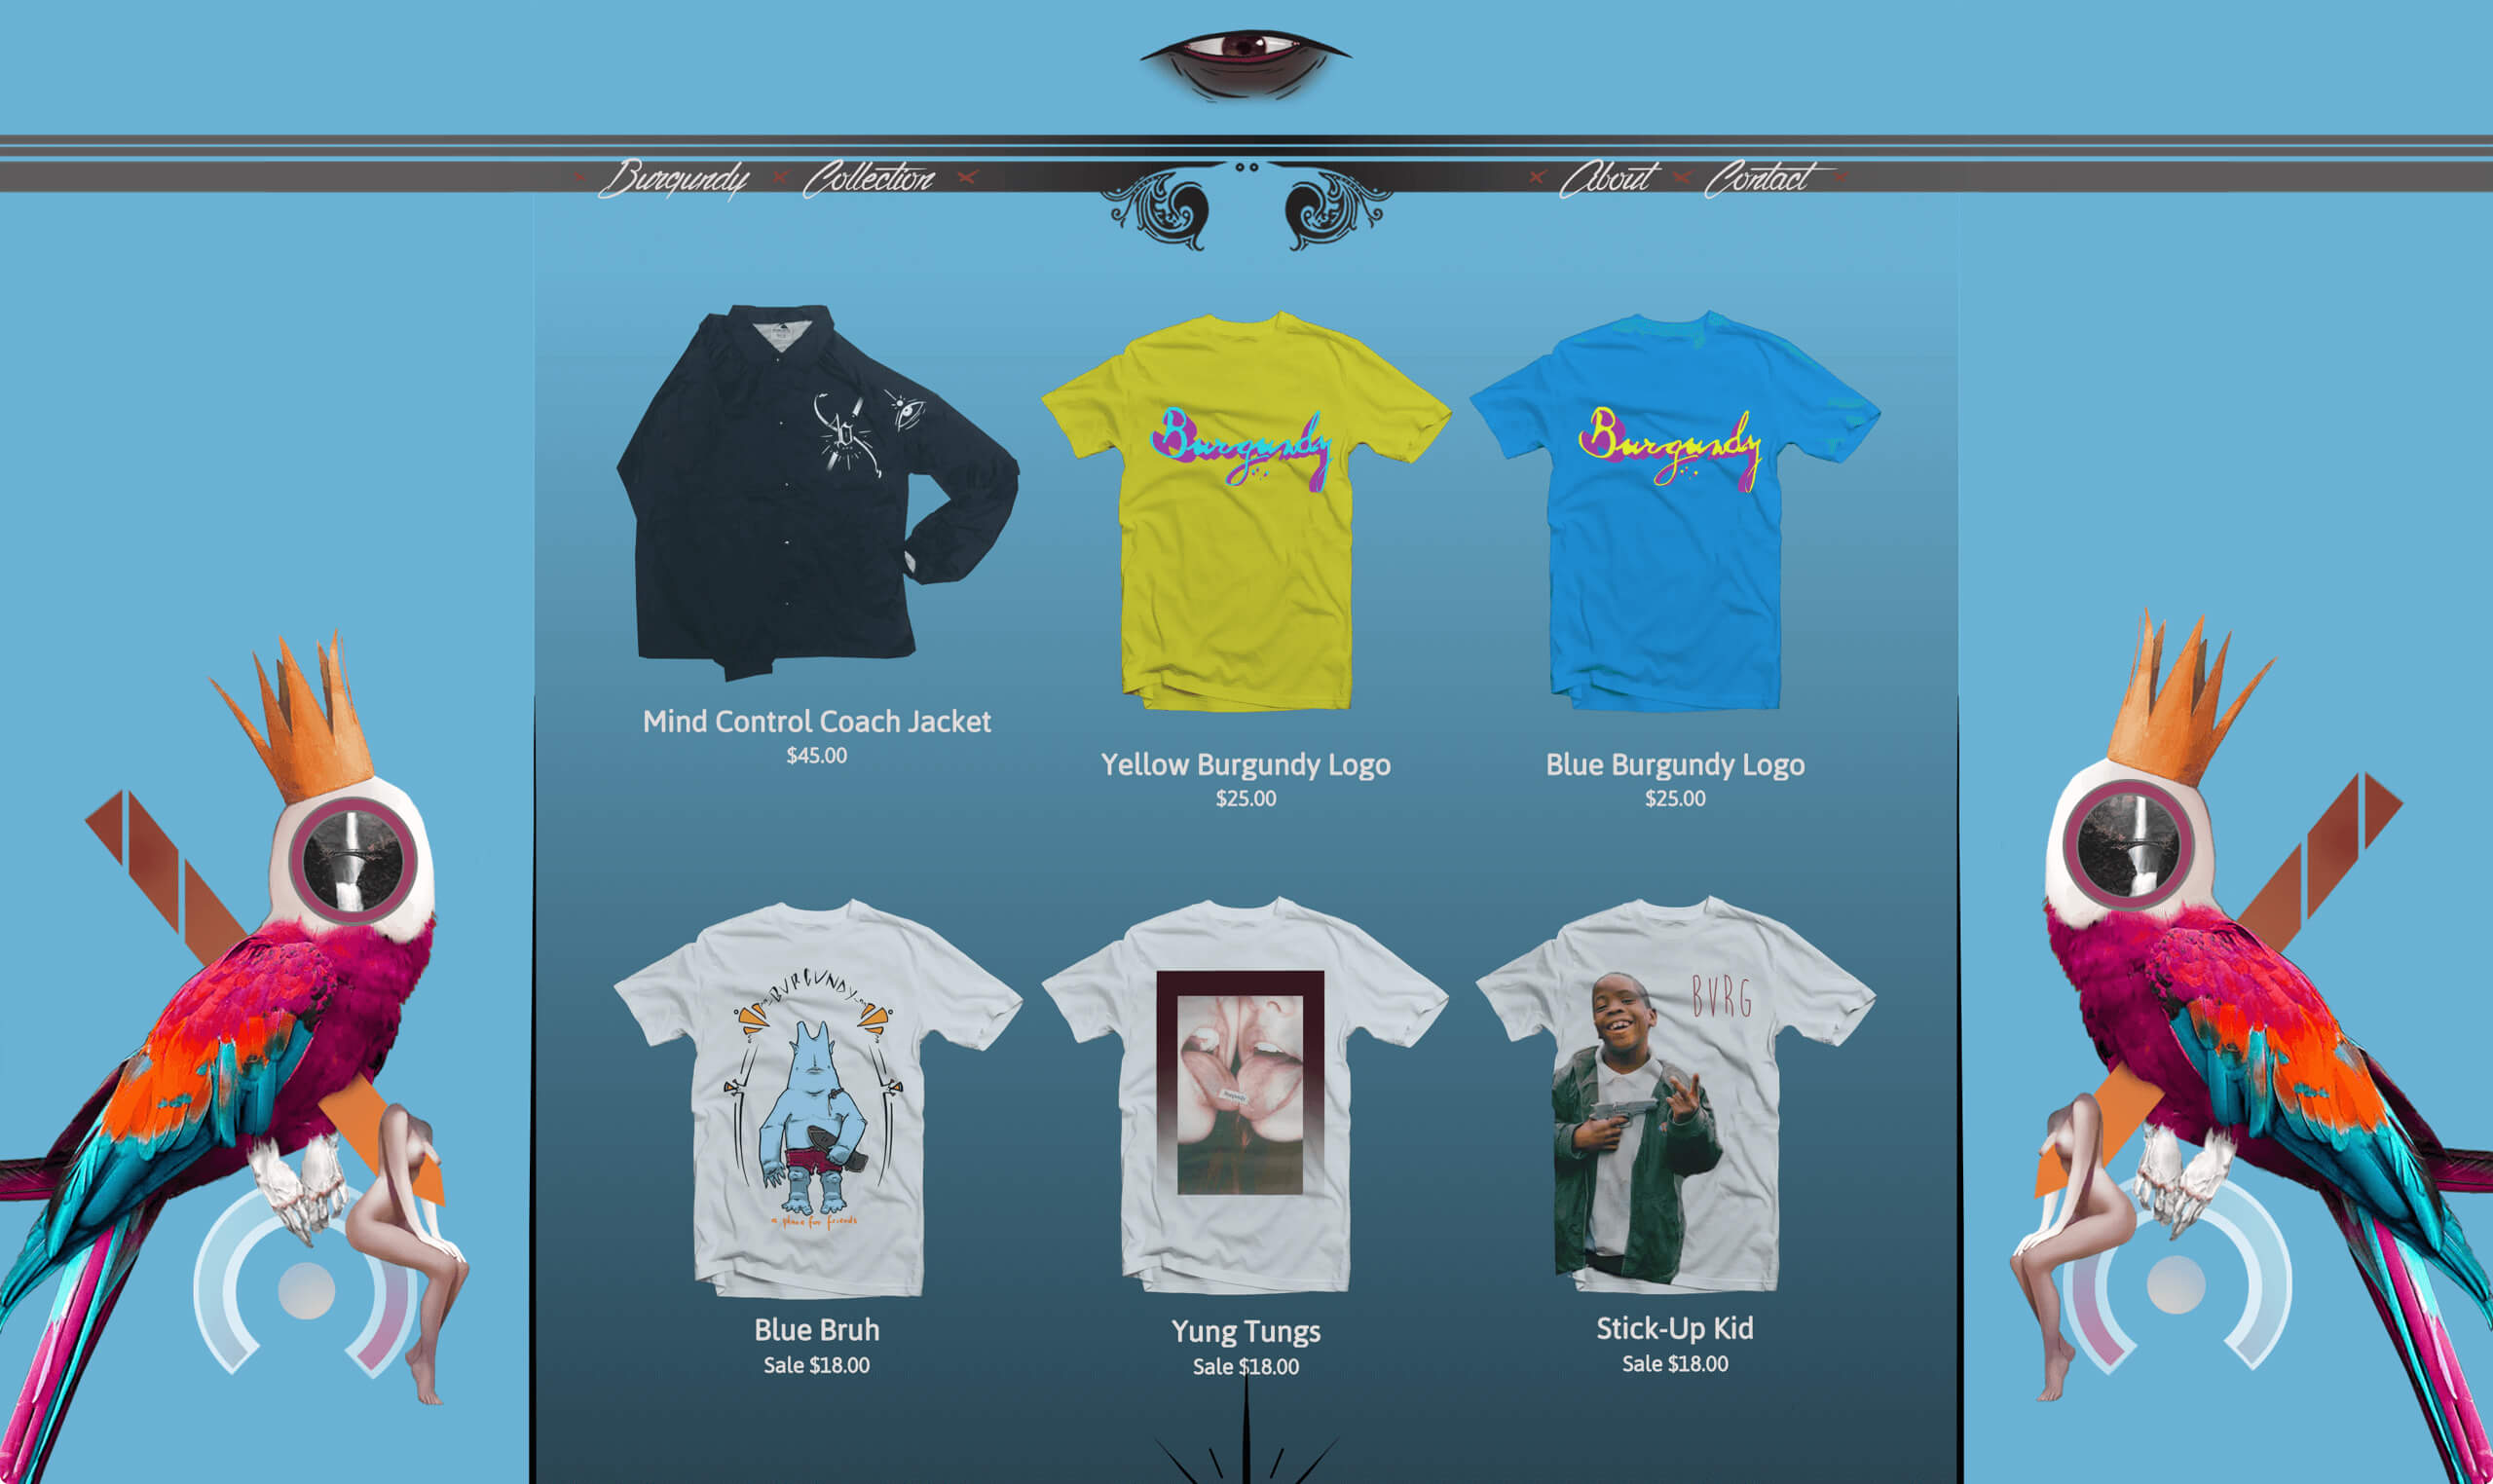 Burgundy × Collection ×
× About × Contact
b
Burgundy
Burgundy
Mind Control Coach Jacket
$45.00
Yellow Burgundy Logo
$25.00
Blue Burgundy Logo
$25.00
BVRGVNDY
a place for friends
BVRG
Blue Bruh
Sale $18.00
Yung Tungs
Sale $18.00
Stick-Up Kid
Sale $18.00